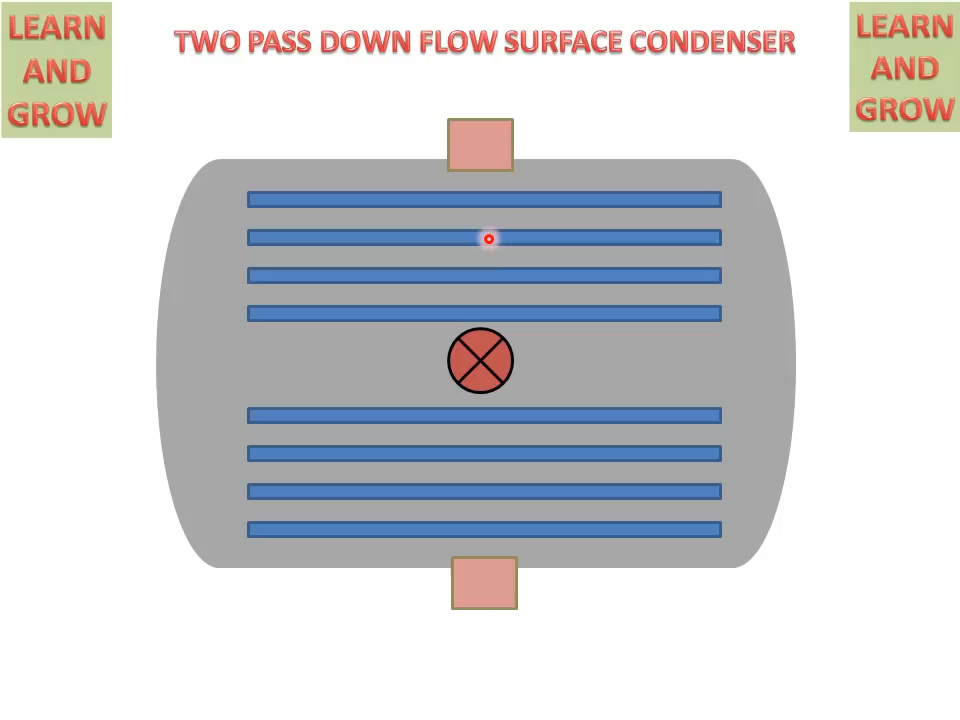 LEARN
AND
GROW
TWO PASS DOWN FLOW SURFACE CONDENSER
LEARN
AND
GROW